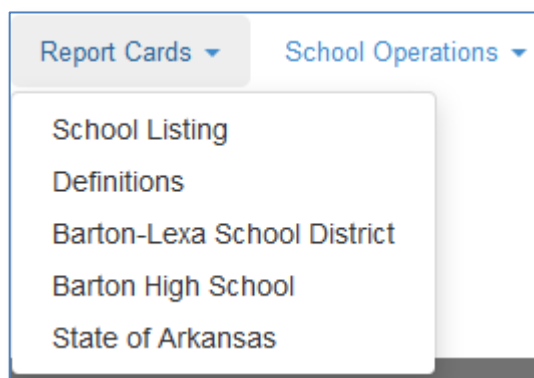 Report Cards School Operations
School Listing
Definitions
Barton-Lexa School District
Barton High School
State of Arkansas